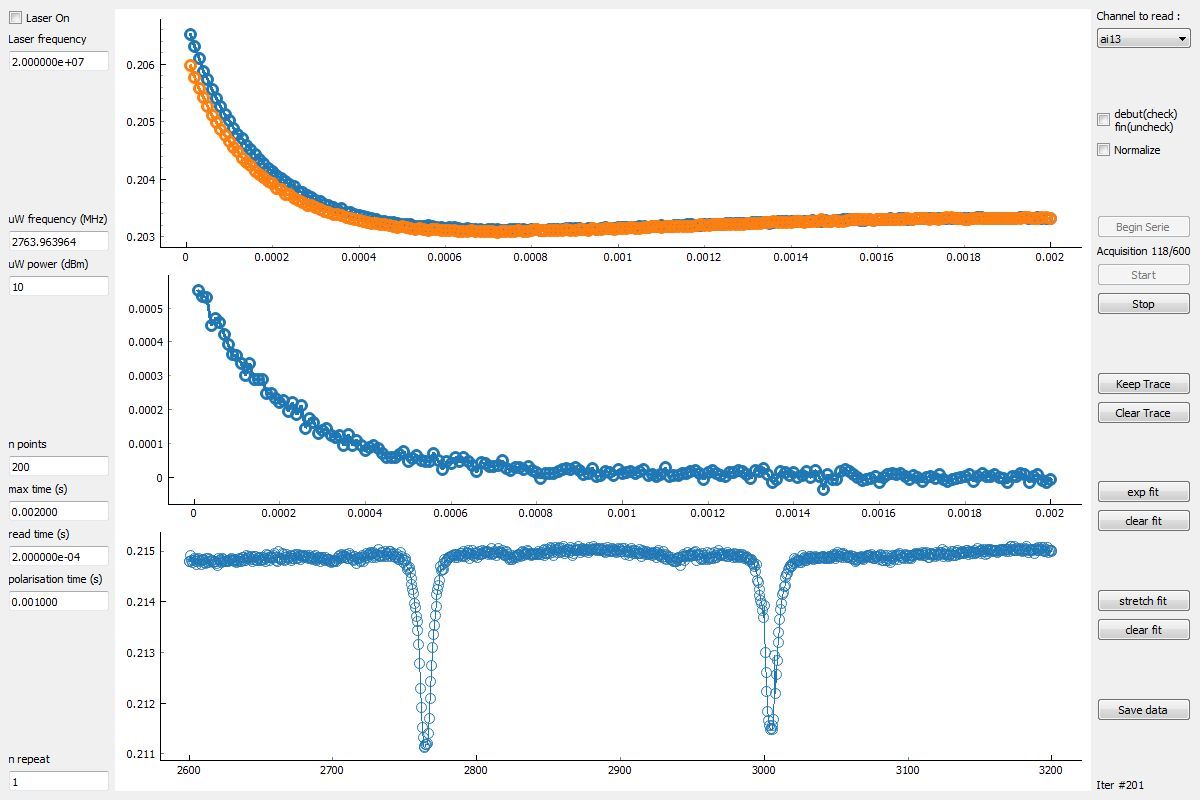 Laser On
Laser frequency
2.000000e+07
uW frequency (MHz)
2763.963964
uW power (dBm)
10
n points
200
max time (s)
0.002000
read time (s)
2.000000e-04
polarisation time (s)
0.001000
n repeat
1
0.206
0.205
0.204
0.203
0 0.0002 0.0004 0.0006 0.0008 0.001 0.0012 0.0014 0.0016 0.0018 0.002
0.0005
0.0004
0.0003
0.0002
0.0001
0
0 0.0002 0.0004 0.0006 0.0008 0.001 0.0012 0.0014 0.0016 0.0018 0.002
0.215
0.214
0.213
0.212
0.211
2600 2700 2800 2900 3000 3100 3200
Channel to read :
ai13
debut(check)
fin(uncheck)
Normalize
Begin Serie
Acquisition 118/600
Start
Stop
Keep Trace
Clear Trace
exp fit
clear fit
stretch fit
clear fit
Save data
Iter #201